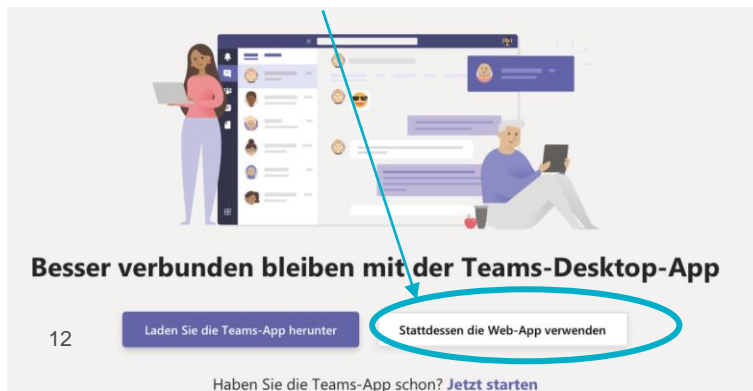 Besser verbunden bleiben mit der Teams-Desktop-App
12
Laden Sie die Teams-App herunter
Stattdessen die Web-App verwenden
Haben Sie die Teams-App schon? Jetzt starten